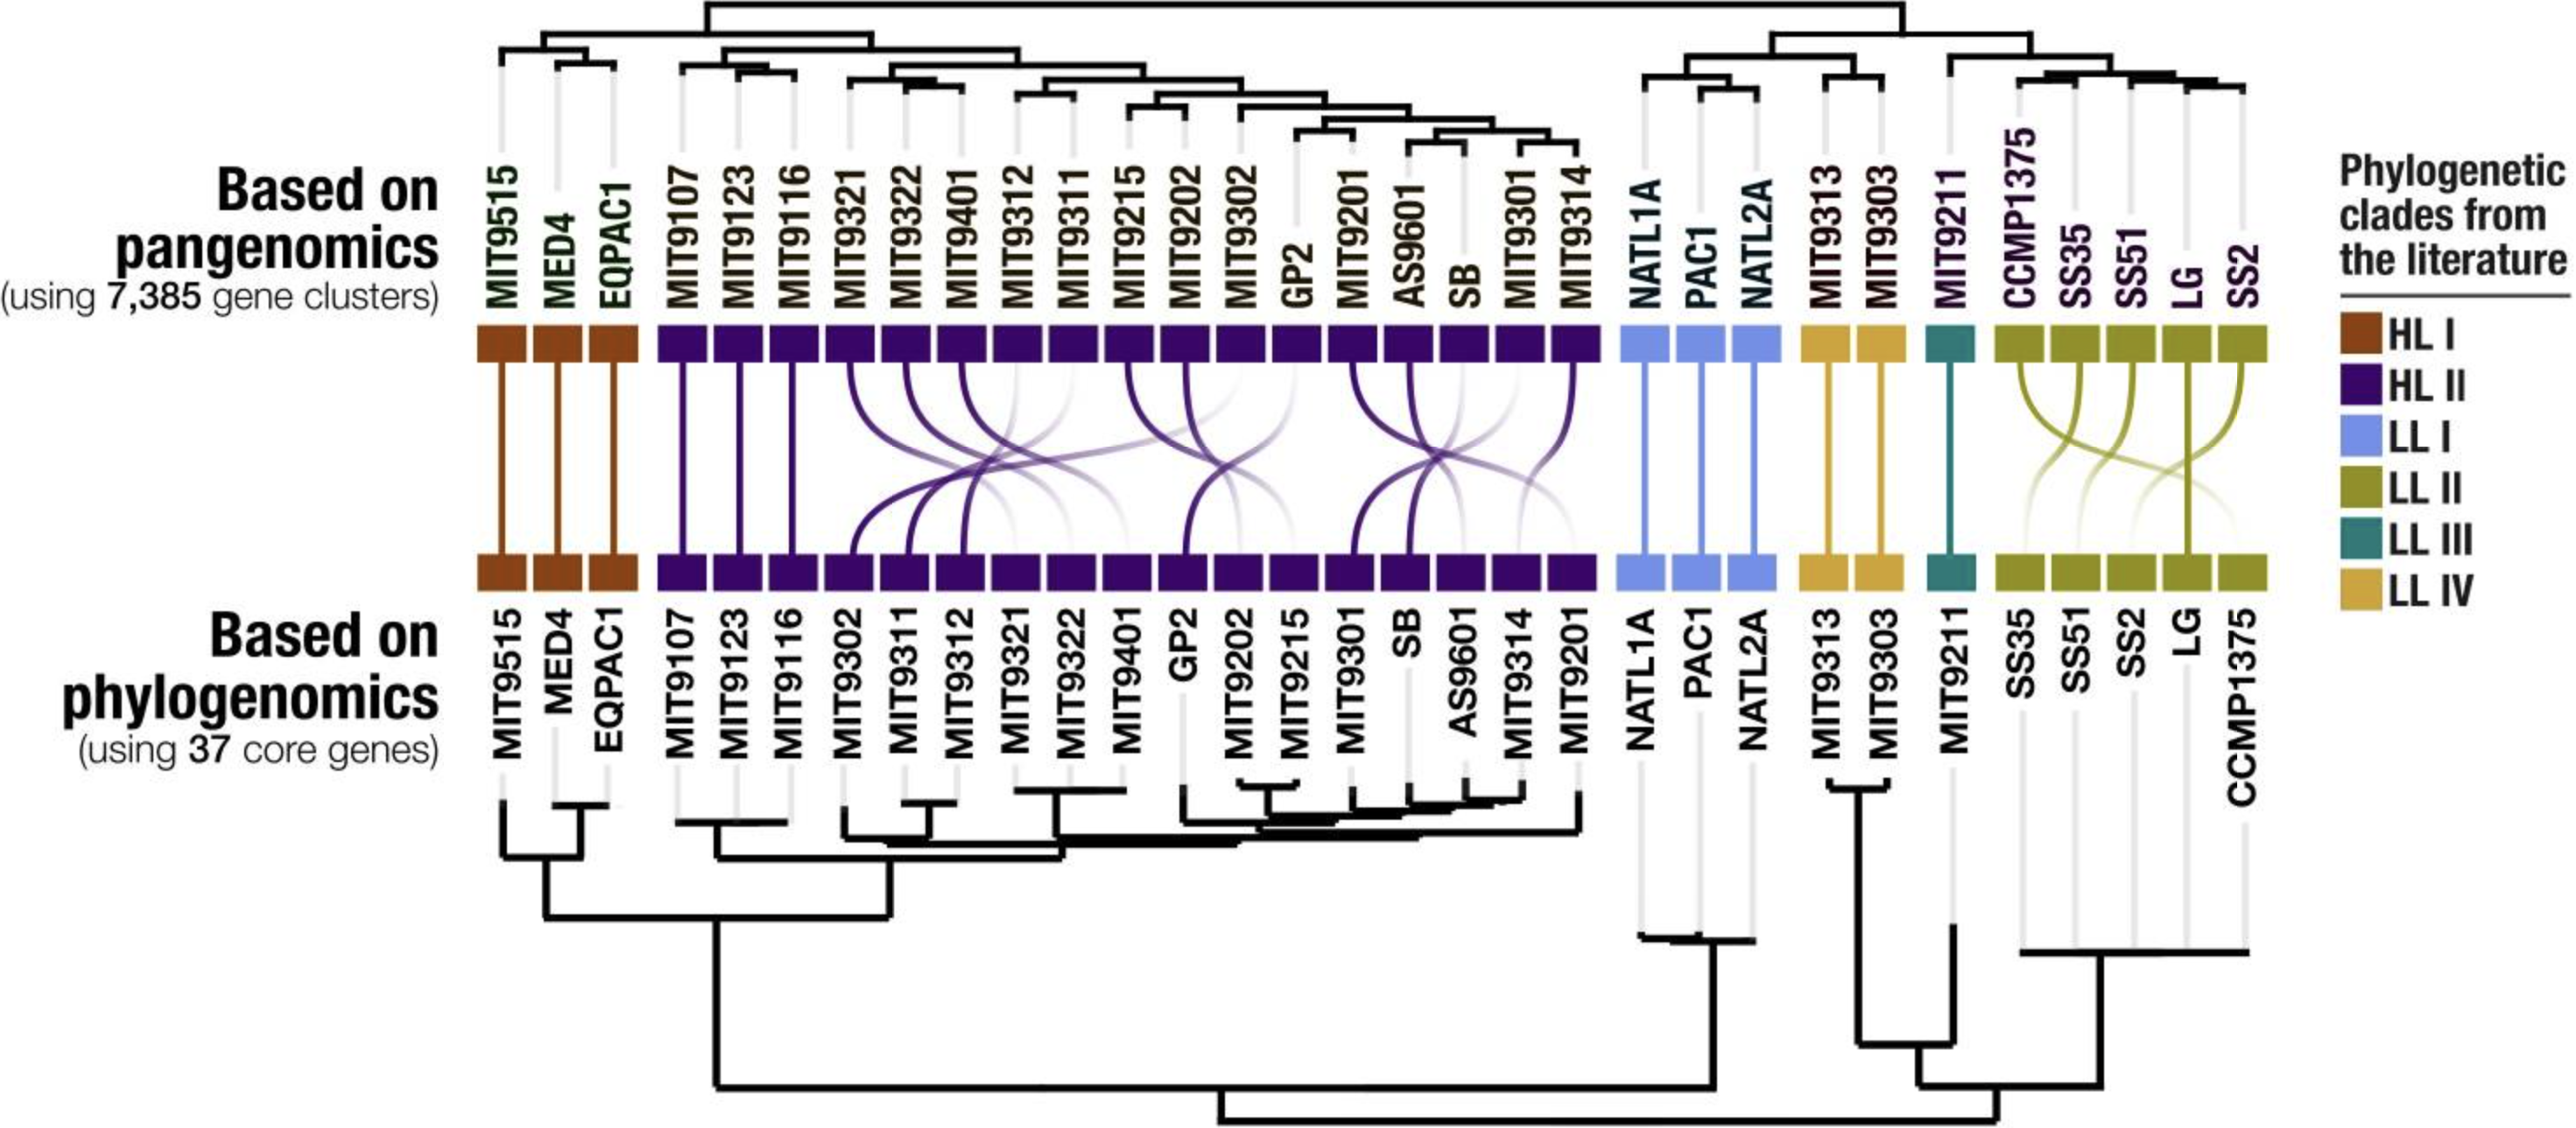 Based on
pangenomics
(using 7,385 gene clusters)
MIT9515
MED4
EQPAC1
MIT9107
MIT9123
MIT9116
MIT9321
MIT9322
MIT9401
MIT9312
MIT9311
MIT9215
MIT9202
MIT9302
GP2
MIT9201
AS9601
SB
MIT9301
MIT9314
NATL1A
PAC1
NATL2A
MIT9313
MIT9303
MIT9211
CCMP1375
SS35
SS51
LG
SS2
Phylogenetic
clades from
the literature
HL I
HL II
LL I
LL II
LL III
LL IV
Based on
phylogenomics
(using 37 core genes)
MIT9515
MED4
EQPAC1
MIT9107
MIT9123
MIT9116
MIT9302
MIT9311
MIT9312
MIT9321
MIT9322
MIT9401
GP2
MIT9202
MIT9215
MIT9301
SB
AS9601
MIT9314
MIT9201
NATL1A
PAC1
NATL2A
MIT9313
MIT9303
MIT9211
SS35
SS51
SS2
LG
CCMP1375